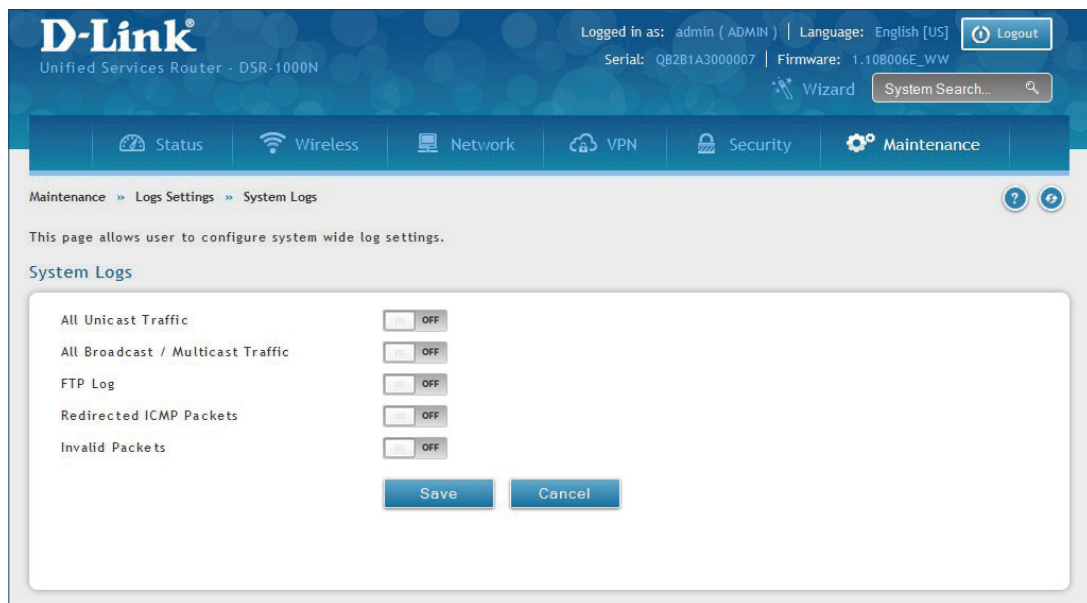 D-Link
Unified Services Router - DSR-1000N
Logged in as: admin ( ADMIN ) | Language: English [US]
Logout
Serial: QB2B1A3000007 | Firmware: 1.10B006E_WW
Wizard
System Search...
Status
Wireless
Network
VPN
Security
Maintenance
Maintenance » Logs Settings » System Logs
?
This page allows user to configure system wide log settings.
System Logs
All Unicast Traffic OFF
All Broadcast / Multicast Traffic OFF
FTP Log OFF
Redirected ICMP Packets OFF
Invalid Packets OFF
Save Cancel